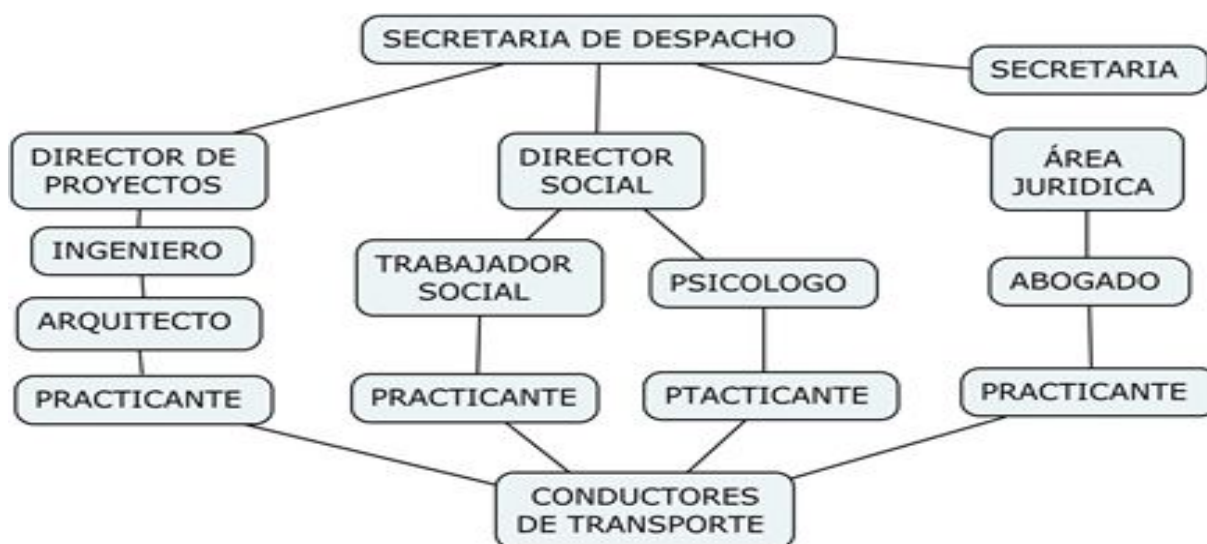 SECRETARIA DE DESPACHO
SECRETARIA
DIRECTOR DE
PROYECTOS
DIRECTOR
SOCIAL
ÁREA
JURIDICA
INGENIERO
TRABAJADOR
SOCIAL
PSICOLOGO
ABOGADO
ARQUITECTO
PRACTICANTE
PRACTICANTE
PTACTICANTE
PRACTICANTE
CONDUCTORES
DE TRANSPORTE